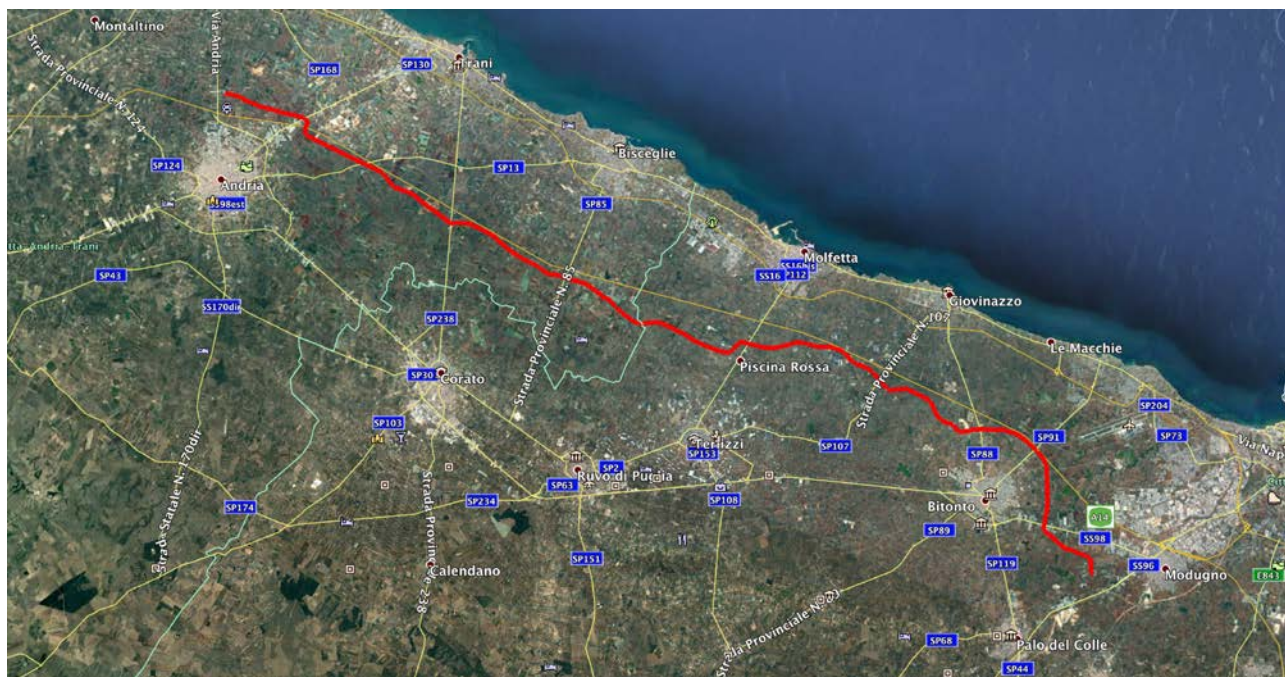 Montaltino
Via Andria
Strada Provinciale N. 124
SP168
SP130
Trani
SP124
Andria
SS98est
SP13
Bisceglie
SP85
SP43
SS170dir
Strada Statale N. 170dir
SP238
Strada Provinciale N. 85
SS16
SP112
Molfetta
Giovinazzo
Strada Provinciale N. 107
Le Macchie
Piscina Rossa
SP30
Corato
SP103
SP204
SP73
SP91
SP107
Terlizzi
SP153
SP2
Ruvo di Puglia
SP63
SP234
SP108
SP88
Bitonto
A14
SS98
SP89
SP174
SP151
SP119
SS96
Modugno
E843
Calendano
SP68
Palo del Colle
SP44